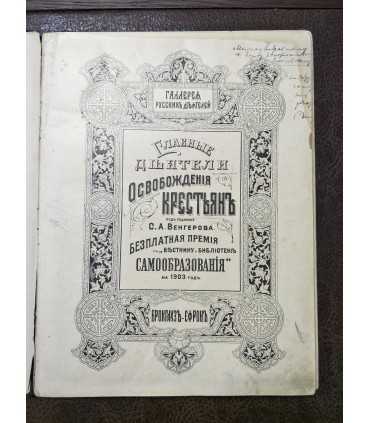 ГАЛЛЕРЕЯ
РУССКИХЪ ДѢЯТЕЛЕЙ
ГЛАВНЫЕ
ДѢЯТЕЛИ
ОСВОБОЖДЕНІЯ
КРЕСТЬЯНЪ
ПОДЪ РЕДАКЦІЕЙ
С. А. ВЕНГЕРОВА.
БЕЗПЛАТНАЯ ПРЕМІЯ
„ВѢСТНИКУ и БИБЛІОТЕКѢ
САМООБРАЗОВАНІЯ"
НА 1903 ГОДЪ.
БРОКГАУЗЪ-ЕФРОНЪ